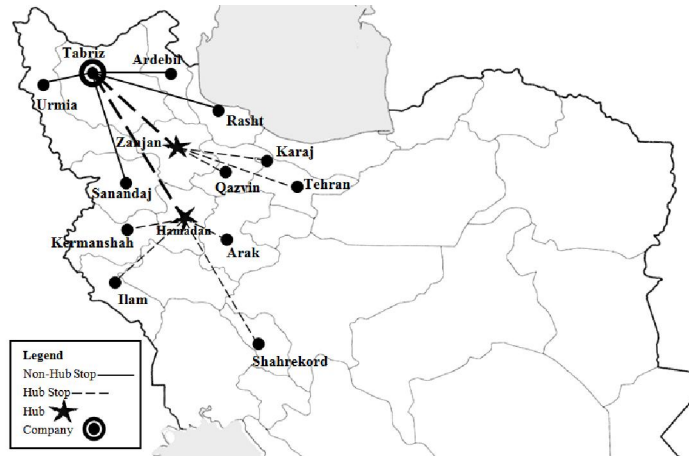 Tabriz
Ardebil
Urmia
Rasht
Zanjan
Karaj
Qazvin
Tehran
Sanandaj
Hamadan
Kermanshah
Arak
Ilam
Shahrekord
Legend
Non-Hub Stop
Hub Stop
Hub
Company